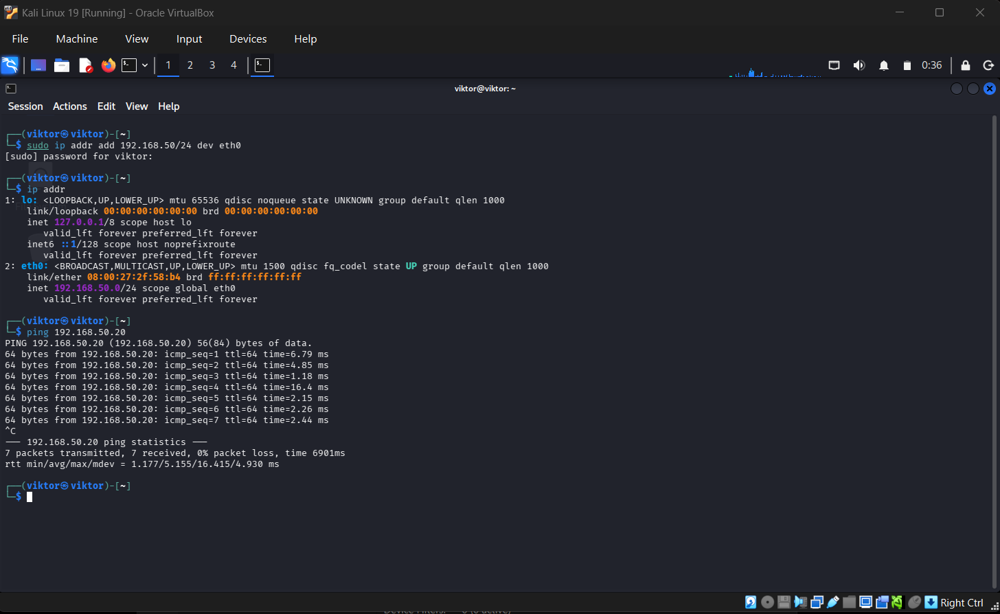 Kali Linux 19 [Running] - Oracle VirtualBox
File Machine View Input Devices Help
1 2 3 4 0:36
viktor@viktor: ~
Session Actions Edit View Help
┌──(viktor㉿viktor)-[~]
└─$ sudo ip addr add 192.168.50/24 dev eth0
[sudo] password for viktor:
┌──(viktor㉿viktor)-[~]
└─$ ip addr
1: lo: <LOOPBACK,UP,LOWER_UP> mtu 65536 qdisc noqueue state UNKNOWN group default qlen 1000
link/loopback 00:00:00:00:00:00 brd 00:00:00:00:00:00
inet 127.0.0.1/8 scope host lo
valid_lft forever preferred_lft forever
inet6 ::1/128 scope host noprefixroute
valid_lft forever preferred_lft forever
2: eth0: <BROADCAST,MULTICAST,UP,LOWER_UP> mtu 1500 qdisc fq_codel state UP group default qlen 1000
link/ether 08:00:27:2f:58:b4 brd ff:ff:ff:ff:ff:ff
inet 192.168.50.0/24 scope global eth0
valid_lft forever preferred_lft forever
┌──(viktor㉿viktor)-[~]
└─$ ping 192.168.50.20
PING 192.168.50.20 (192.168.50.20) 56(84) bytes of data.
64 bytes from 192.168.50.20: icmp_seq=1 ttl=64 time=6.79 ms
64 bytes from 192.168.50.20: icmp_seq=2 ttl=64 time=4.85 ms
64 bytes from 192.168.50.20: icmp_seq=3 ttl=64 time=1.18 ms
64 bytes from 192.168.50.20: icmp_seq=4 ttl=64 time=16.4 ms
64 bytes from 192.168.50.20: icmp_seq=5 ttl=64 time=2.15 ms
64 bytes from 192.168.50.20: icmp_seq=6 ttl=64 time=2.26 ms
64 bytes from 192.168.50.20: icmp_seq=7 ttl=64 time=2.44 ms
^C
--- 192.168.50.20 ping statistics ---
7 packets transmitted, 7 received, 0% packet loss, time 6901ms
rtt min/avg/max/mdev = 1.177/5.155/16.415/4.930 ms
┌──(viktor㉿viktor)-[~]
└─$
Right Ctrl